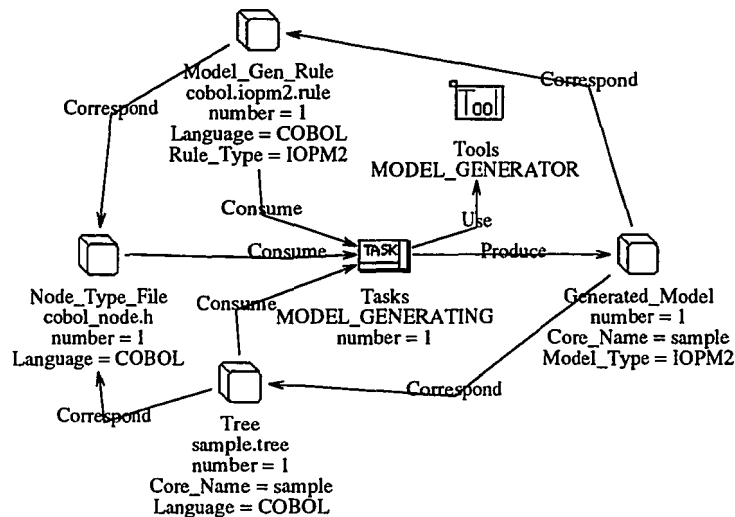 Model_Gen_Rule
cobol.iopm2.rule
number = 1
Language = COBOL
Rule_Type = IOPM2
Correspond
Correspond
Tool
Tools
MODEL_GENERATOR
Consume
Use
Consume
TASK
Produce
Node_Type_File
cobol_node.h
number = 1
Language = COBOL
Consume
Tasks
MODEL_GENERATING
number = 1
Generated_Model
number = 1
Core_Name = sample
Model_Type = IOPM2
Correspond
Correspond
Tree
sample.tree
number = 1
Core_Name = sample
Language = COBOL